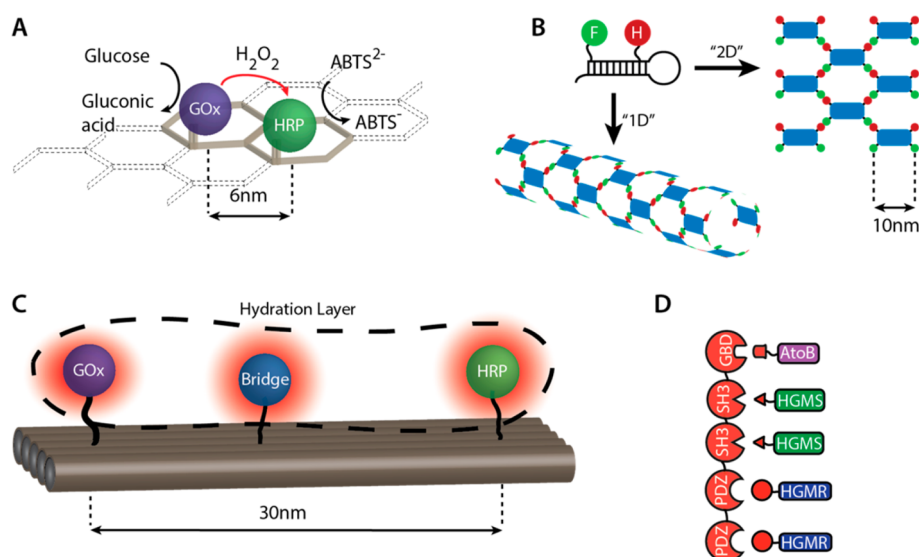 A
Glucose
H2O2
ABTS2-
GOx
HRP
Gluconic
acid
ABTS-
6nm
B
F
H
"2D"
"1D"
10nm
C
Hydration Layer
GOx
Bridge
HRP
30nm
D
GBD
AtoB
SH3
HGMS
SH3
HGMS
PDZ
HGMR
PDZ
HGMR